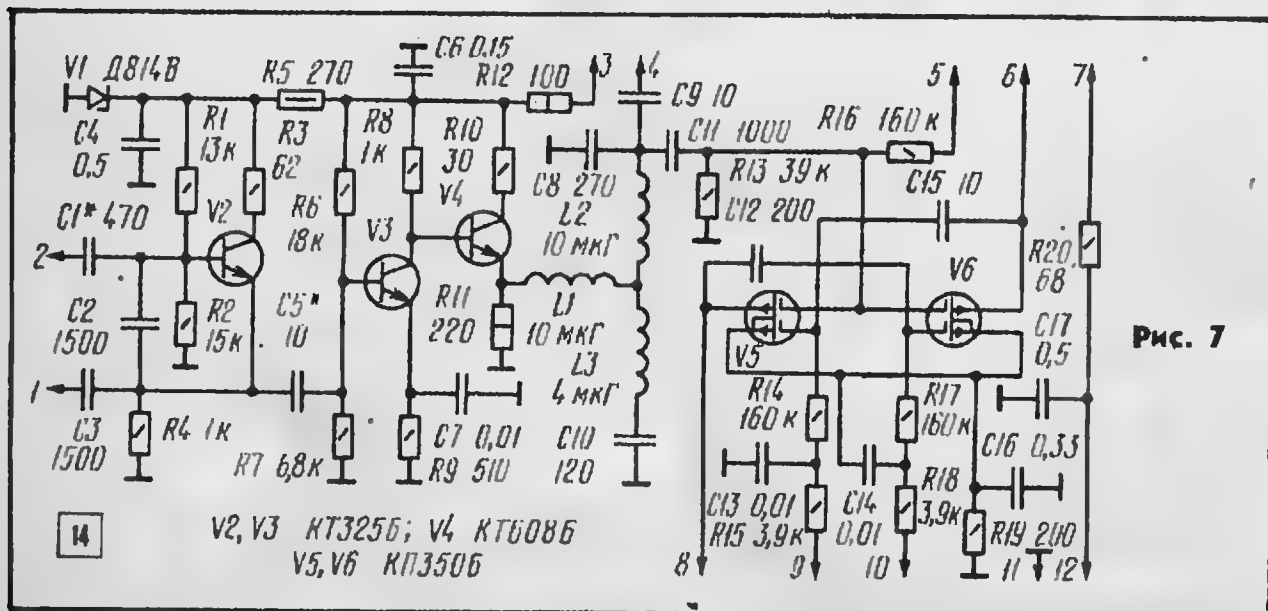 V1 Д814В
C4
0,5
R1
13к
R3
62
R5 270
C6 0,15
R8
1к
R10
30
R12 100
3
4
C9 10
C11 1000
R16 160к
5
6
7
C1* 470
2
V2
R6
18к
V3
V4
C8 270
L2
10 мкГ
R13 39к
C12 200
C15 10
V6
R20
68
C2
1500
R2
15к
C5*
10
R11
220
L1
10 мкГ
L3
4 мкГ
V5
R14
160к
R17
160к
C17
0,5
Рис. 7
1
C3
1500
R4 1к
R7 6,8к
C7 0,01
R9 510
C10
120
C13 0,01
R15 3,9к
C14
0,01
R18
3,9к
C16 0,33
R19 200
14
V2, V3 КТ325Б; V4 КТ608Б
V5, V6 КП350Б
8
9
10
11
12